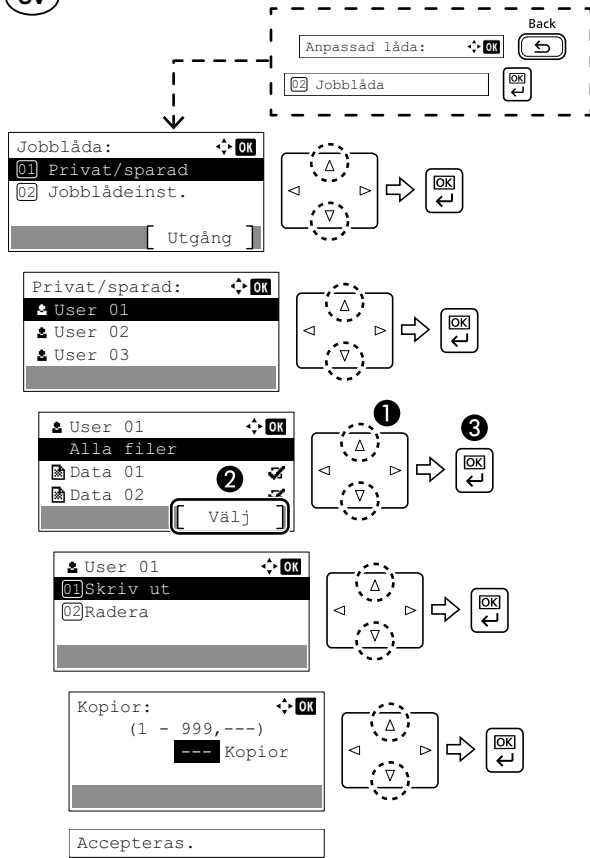 SV
Back
Anpassad låda: OK
02 Jobblåda OK
Jobblåda: OK
01 Privat/sparad
02 Jobblådeinst.
[ Utgång ]
OK
Privat/sparad: OK
User 01
User 02
User 03
OK
User 01 OK
Alla filer
Data 01
Data 02
[ Välj ]
1
2
3
OK
User 01 OK
01 Skriv ut
02 Radera
OK
Kopior: OK
(1 - 999,---)
--- Kopior
OK
Accepteras.